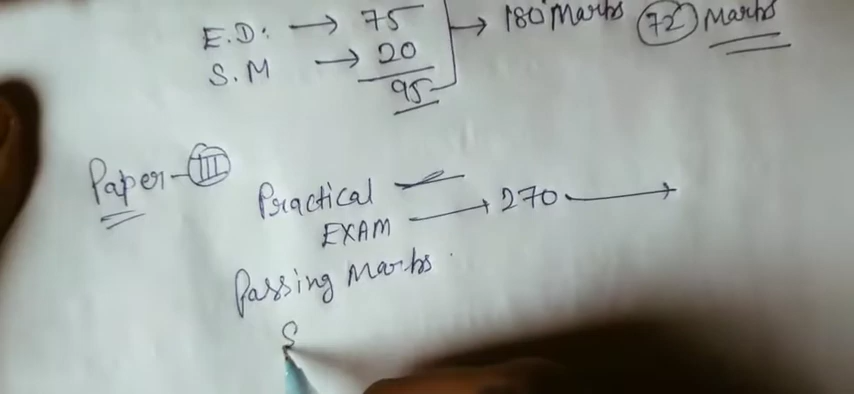 E.D: → 75
S.M → 20
95
180 Marks 72 Marks
Paper - III
Practical
EXAM → 270 →
Passing Marks
S